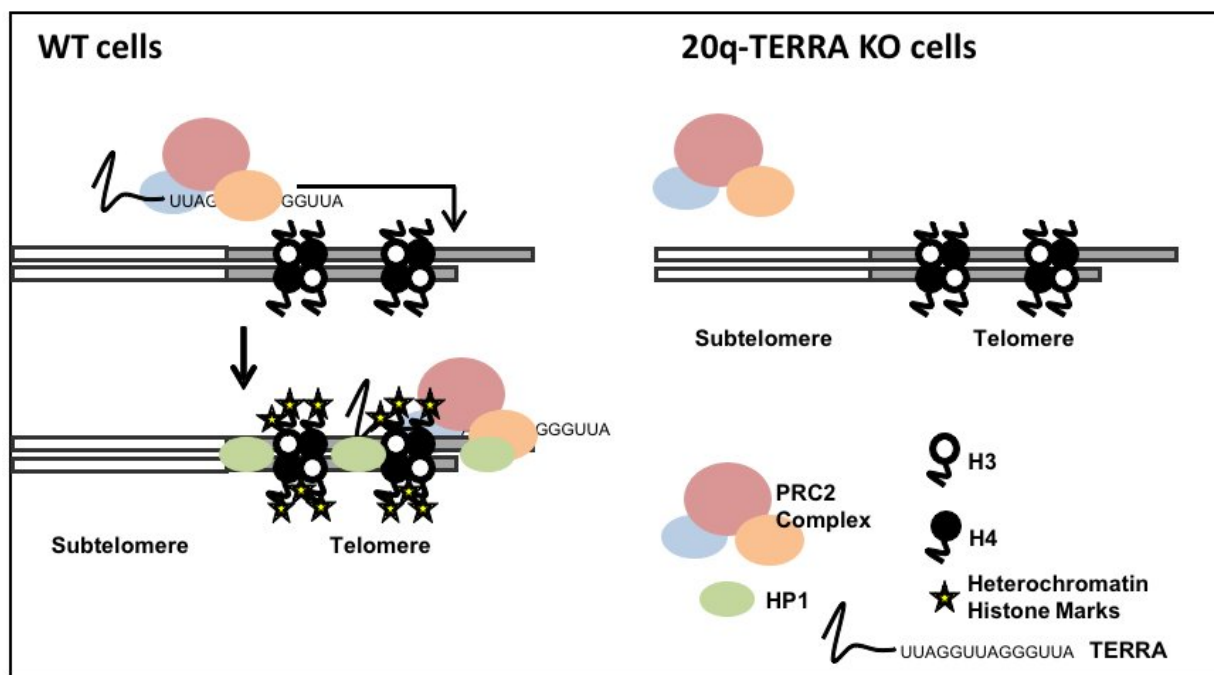 WT cells
20q-TERRA KO cells
UUAG GGUUA
Subtelomere Telomere
GGGUUA
Subtelomere Telomere
PRC2
Complex
H3
H4
HP1
Heterochromatin
Histone Marks
UUAGGUUAGGGUUA TERRA